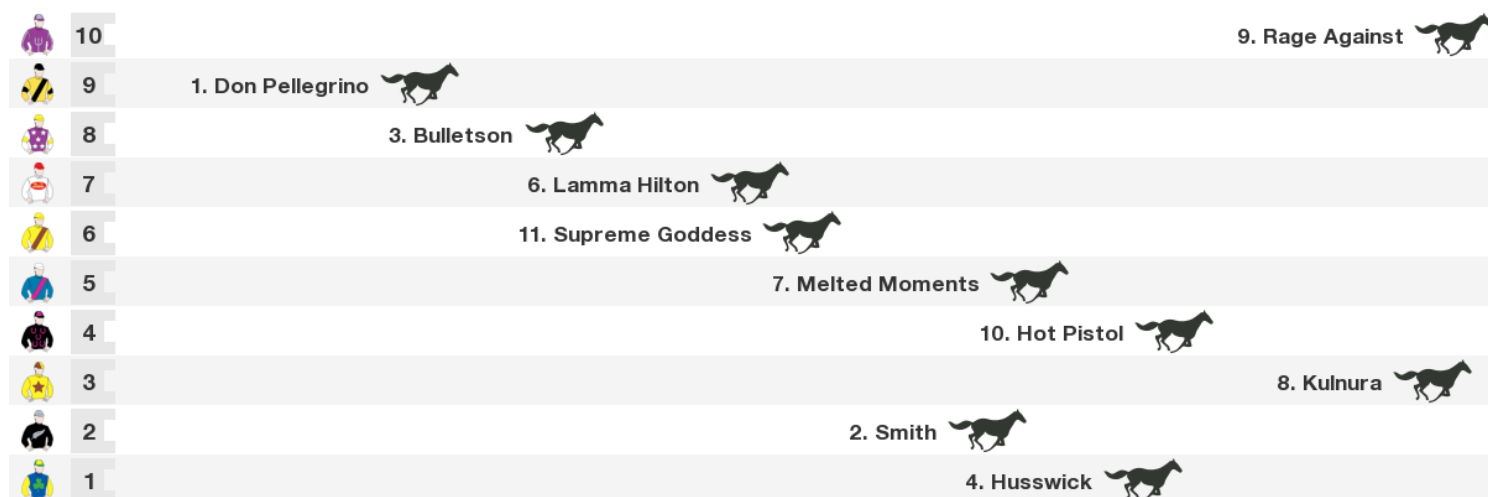 10 9. Rage Against
9 1. Don Pellegrino
8 3. Bulletson
7 6. Lamma Hilton
6 11. Supreme Goddess
5 7. Melted Moments
4 10. Hot Pistol
3 8. Kulnura
2 2. Smith
1 4. Husswick